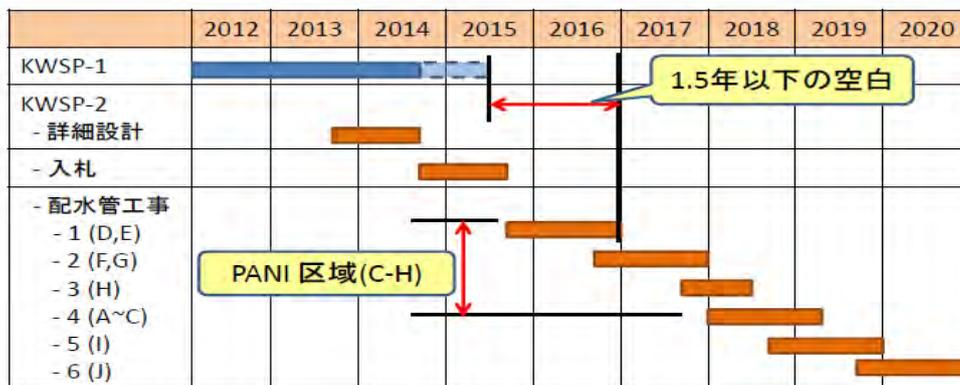 2012 2013 2014 2015 2016 2017 2018 2019 2020
KWSP-1
1.5年以下の空白
KWSP-2
- 詳細設計
- 入札
- 配水管工事
- 1 (D,E)
- 2 (F,G)
PANI 区域(C-H)
- 3 (H)
- 4 (A~C)
- 5 (I)
- 6 (J)